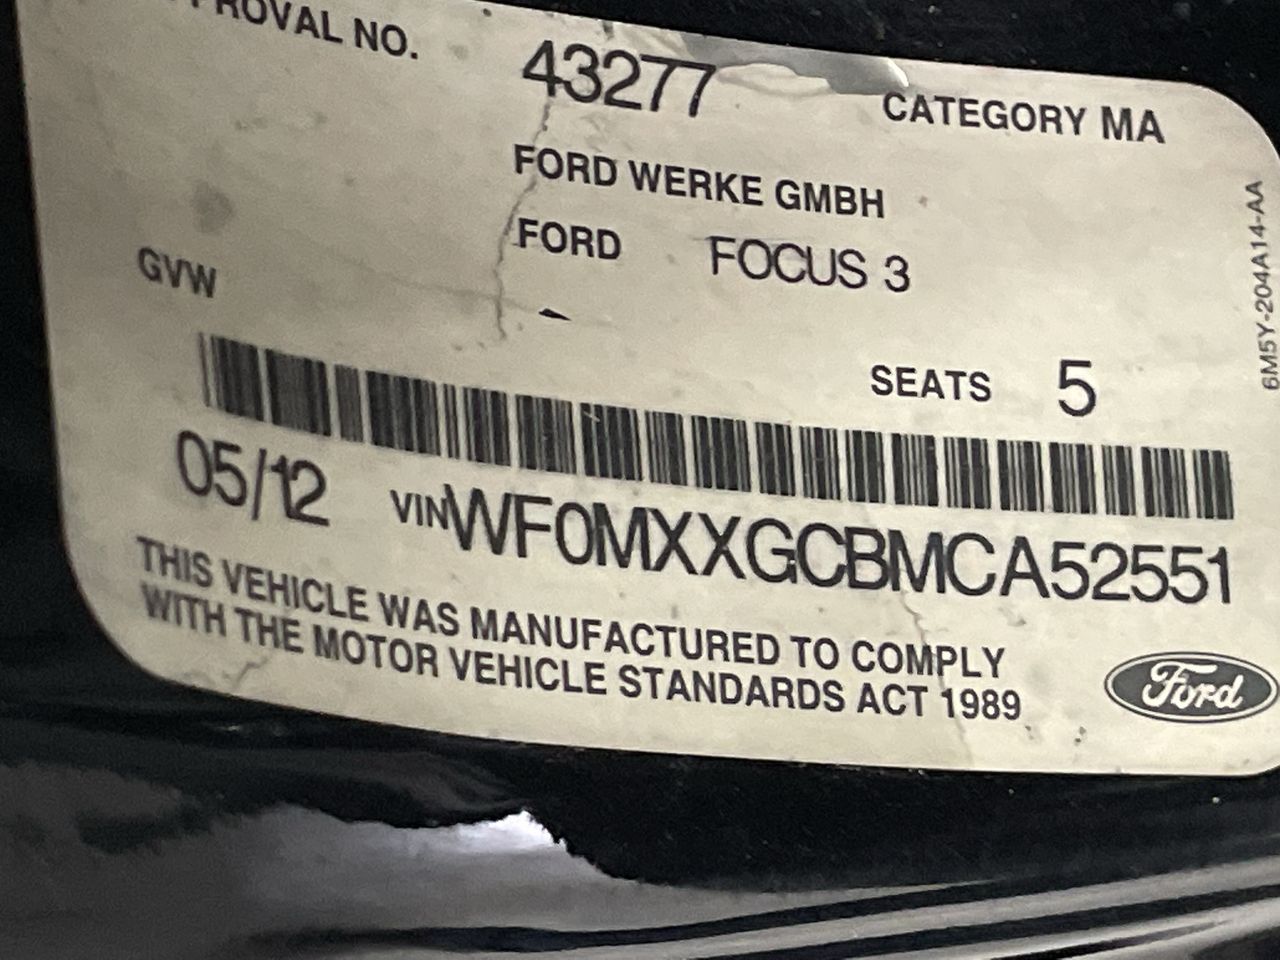 APPROVAL NO. 43277 CATEGORY MA
FORD WERKE GMBH
FORD FOCUS 3
GVW
SEATS 5
05/12 VIN WF0MXXGCBMCA52551
THIS VEHICLE WAS MANUFACTURED TO COMPLY
WITH THE MOTOR VEHICLE STANDARDS ACT 1989
Ford
6M5Y-204A14-AA